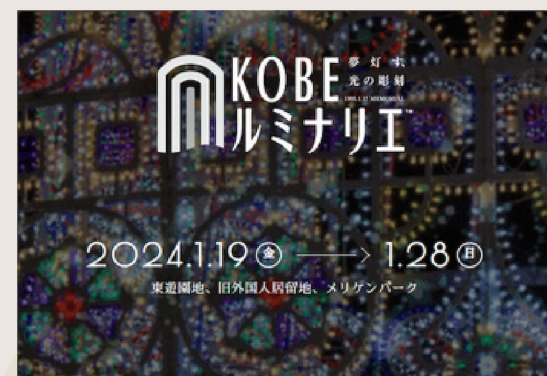 KOBE
ルミナリエ™
夢灯す、
光の彫刻
2024.1.19 金 → 1.28 日
東遊園地、旧外国人居留地、メリケンパーク